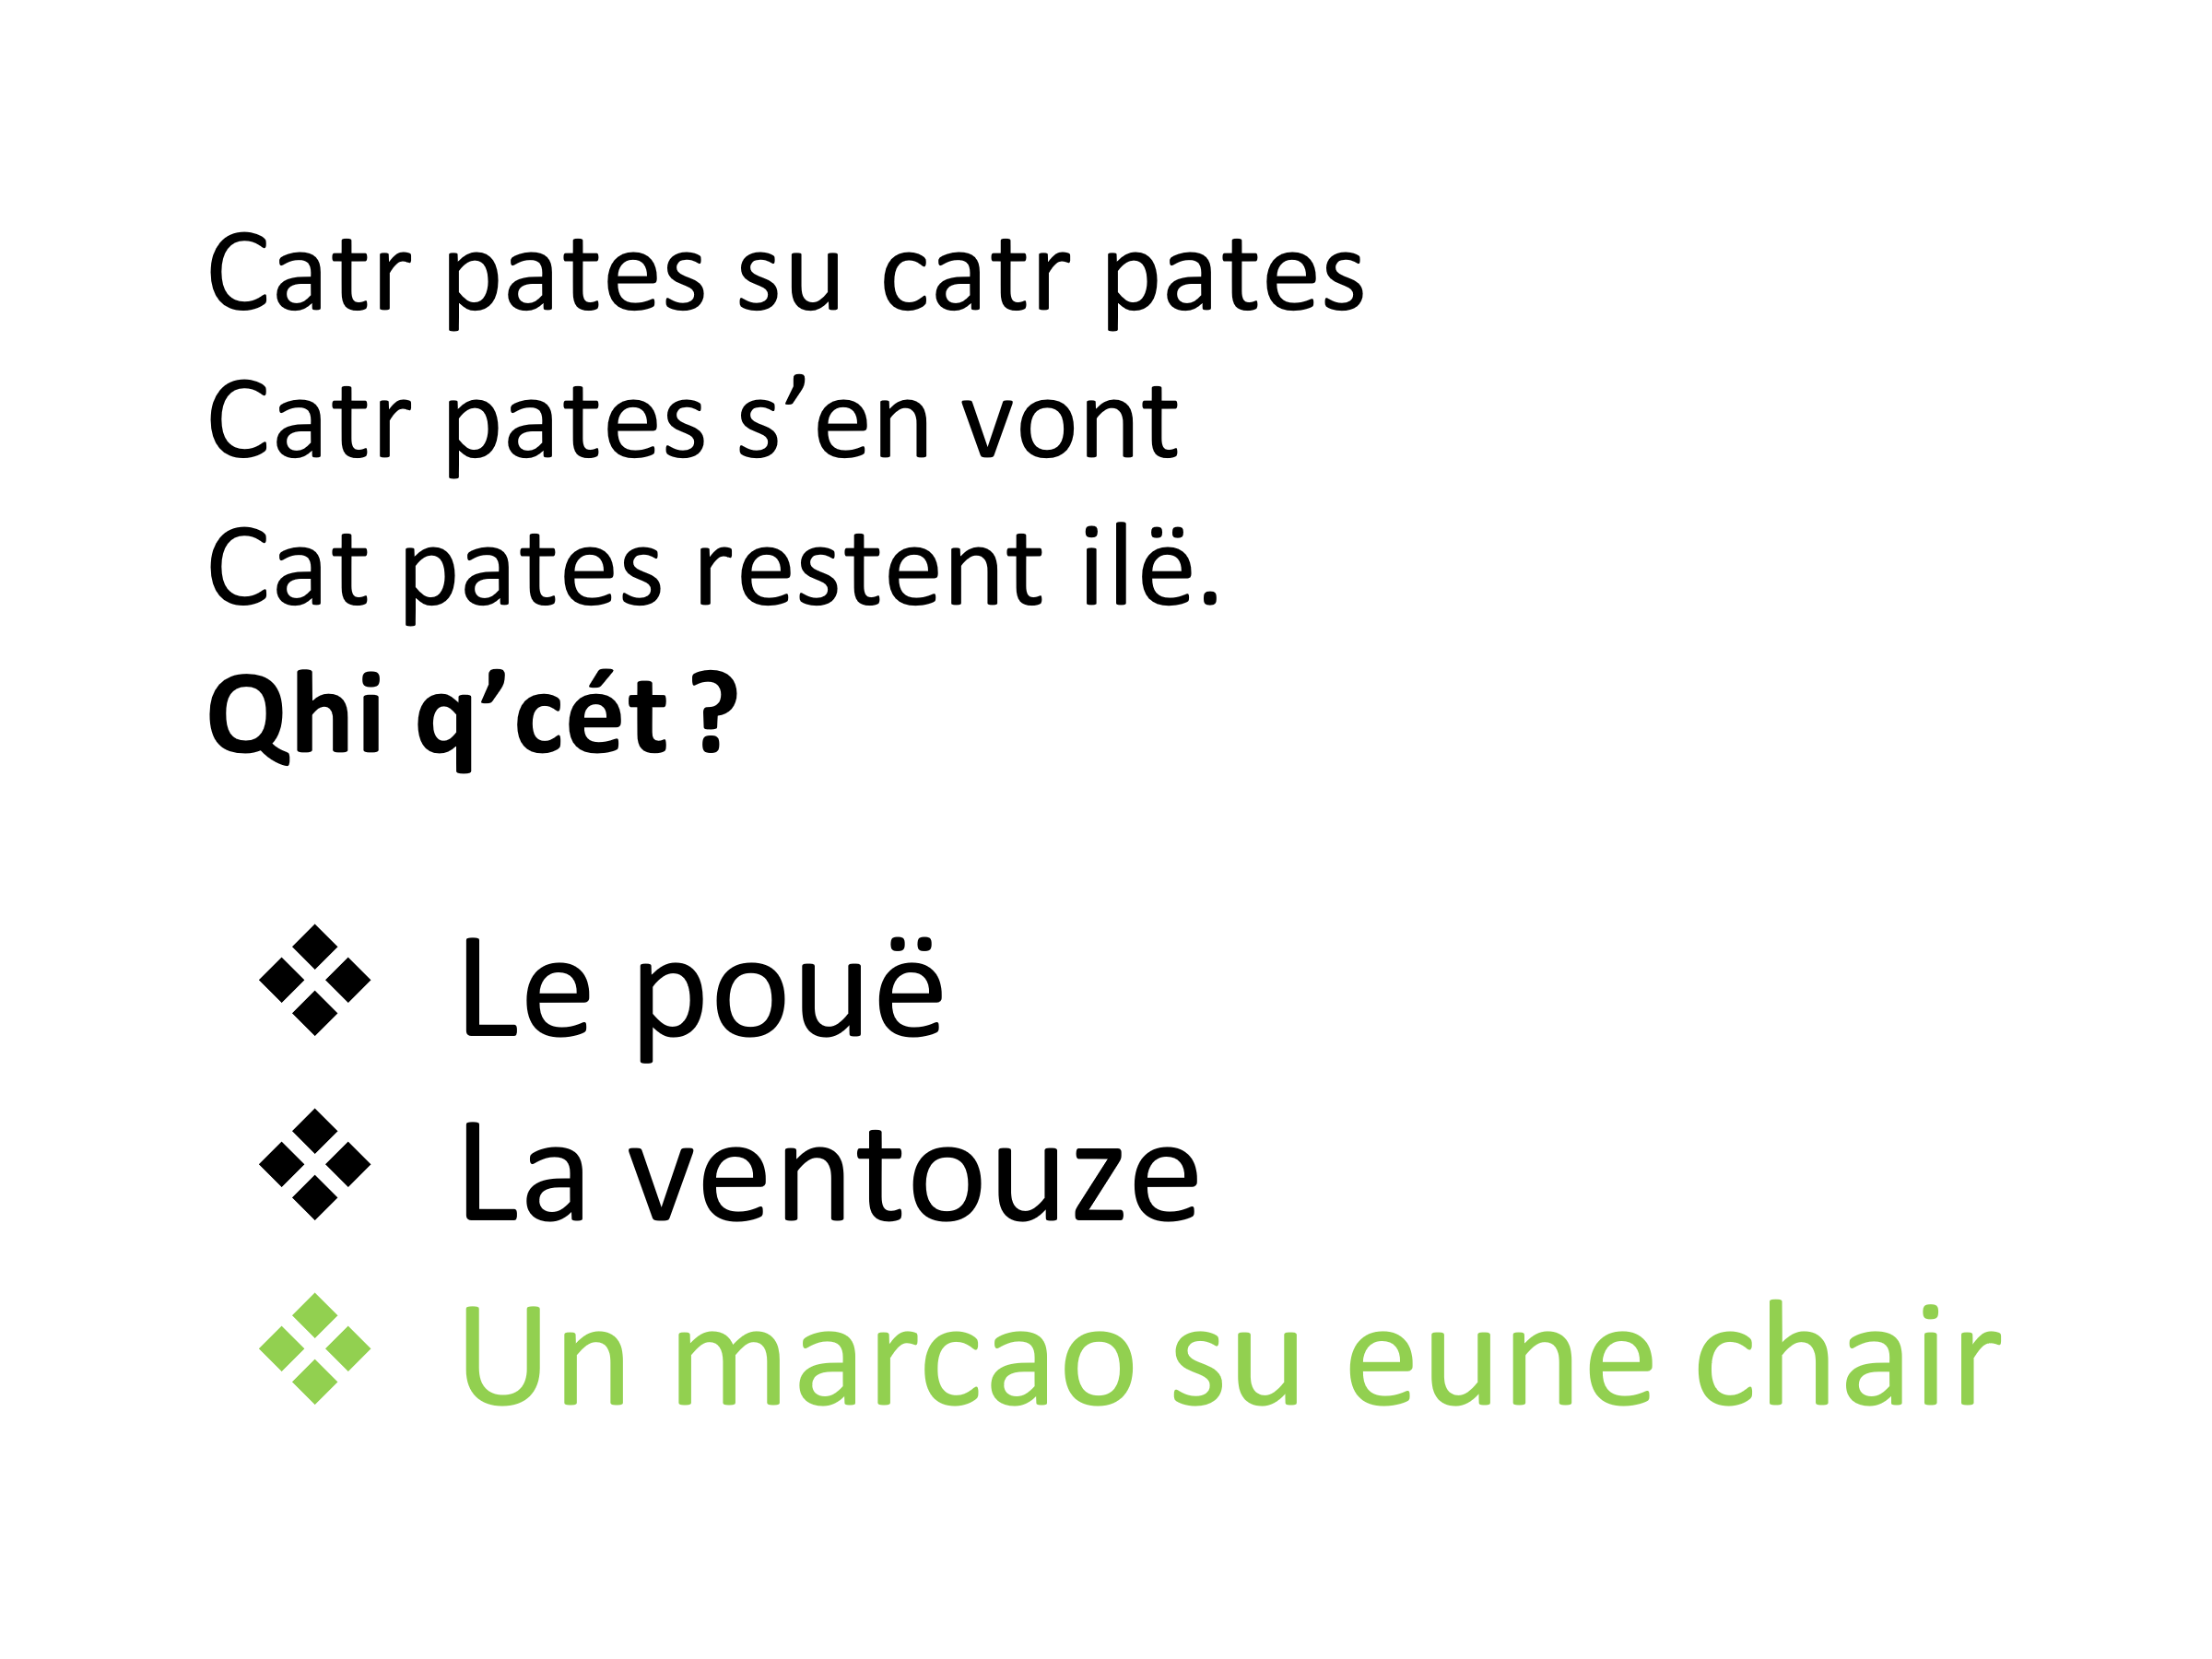 Catr pates su catr pates
Catr pates s’en vont
Cat pates restent ilë.
Qhi q’cét ?
Le pouë
La ventouze
Un marcao su eune chair